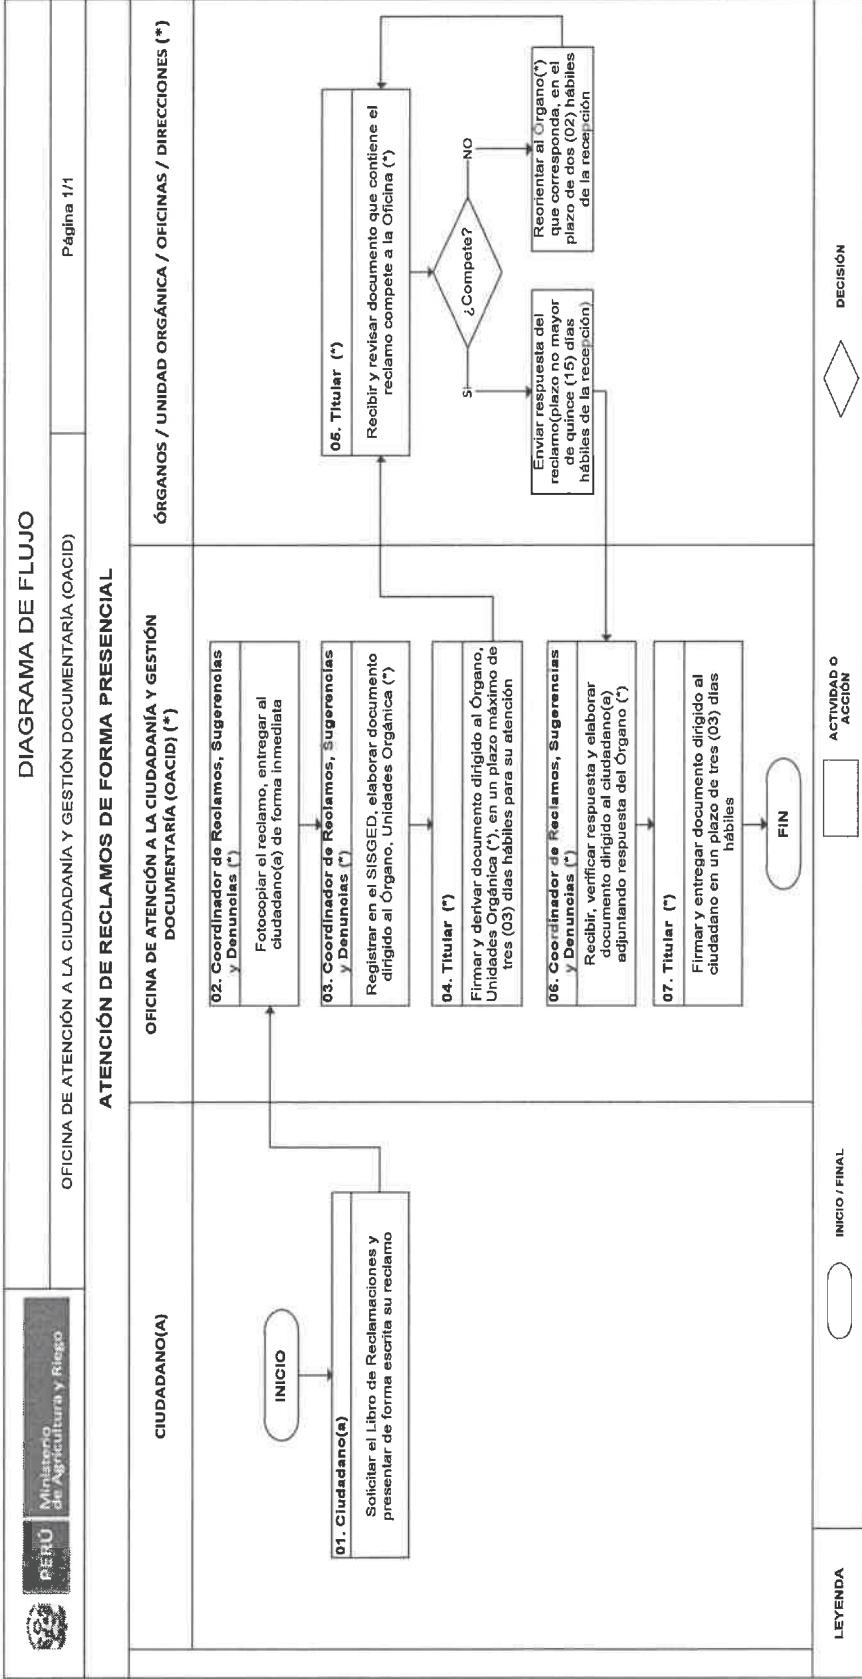 PERÚ
Ministerio
de Agricultura y Riego
DIAGRAMA DE FLUJO
OFICINA DE ATENCIÓN A LA CIUDADANÍA Y GESTIÓN DOCUMENTARÍA (OACID)
Página 1/1
ATENCIÓN DE RECLAMOS DE FORMA PRESENCIAL
CIUDADANO(A)
OFICINA DE ATENCIÓN A LA CIUDADANÍA Y GESTIÓN
DOCUMENTARÍA (OACID) (*)
ÓRGANOS / UNIDAD ORGÁNICA / OFICINAS / DIRECCIONES (*)
INICIO
01. Ciudadano(a)
Solicitar el Libro de Reclamaciones y
presentar de forma escrita su reclamo
02. Coordinador de Reclamos, Sugerencias
y Denuncias (*)
Fotocopiar el reclamo, entregar al
ciudadano(a) de forma inmediata
03. Coordinador de Reclamos, Sugerencias
y Denuncias (*)
Registrar en el SISGED, elaborar documento
dirigido al Órgano, Unidades Orgánica (*)
04. Titular (*)
Firmar y derivar documento dirigido al Órgano,
Unidades Orgánica (*), en un plazo máximo de
tres (03) días hábiles para su atención
05. Titular (*)
Recibir y revisar documento que contiene el
reclamo compete a la Oficina (*)
¿Compete?
SI
NO
Enviar respuesta del
reclamo(plazo no mayor
de quince (15) días
hábiles de la recepción)
Reorientar al Órgano(*)
que corresponda, en el
plazo de dos (02) hábiles
de la recepción
06. Coordinador de Reclamos, Sugerencias
y Denuncias (*)
Recibir, verificar respuesta y elaborar
documento dirigido al ciudadano(a)
adjuntando respuesta del Órgano (*)
07. Titular (*)
Firmar y entregar documento dirigido al
ciudadano en un plazo de tres (03) días
hábiles
FIN
LEYENDA
INICIO / FINAL
ACTIVIDAD O
ACCIÓN
DECISIÓN